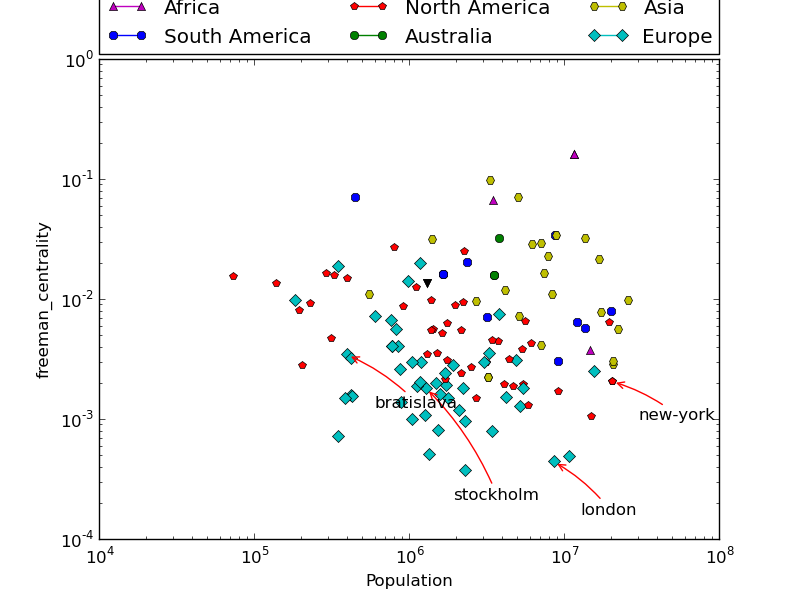 Africa North America Asia
South America Australia Europe
10^0
10^-1
10^-2
10^-3
10^-4
freeman_centrality
bratislava
new-york
stockholm
london
10^4 10^5 10^6 10^7 10^8
Population